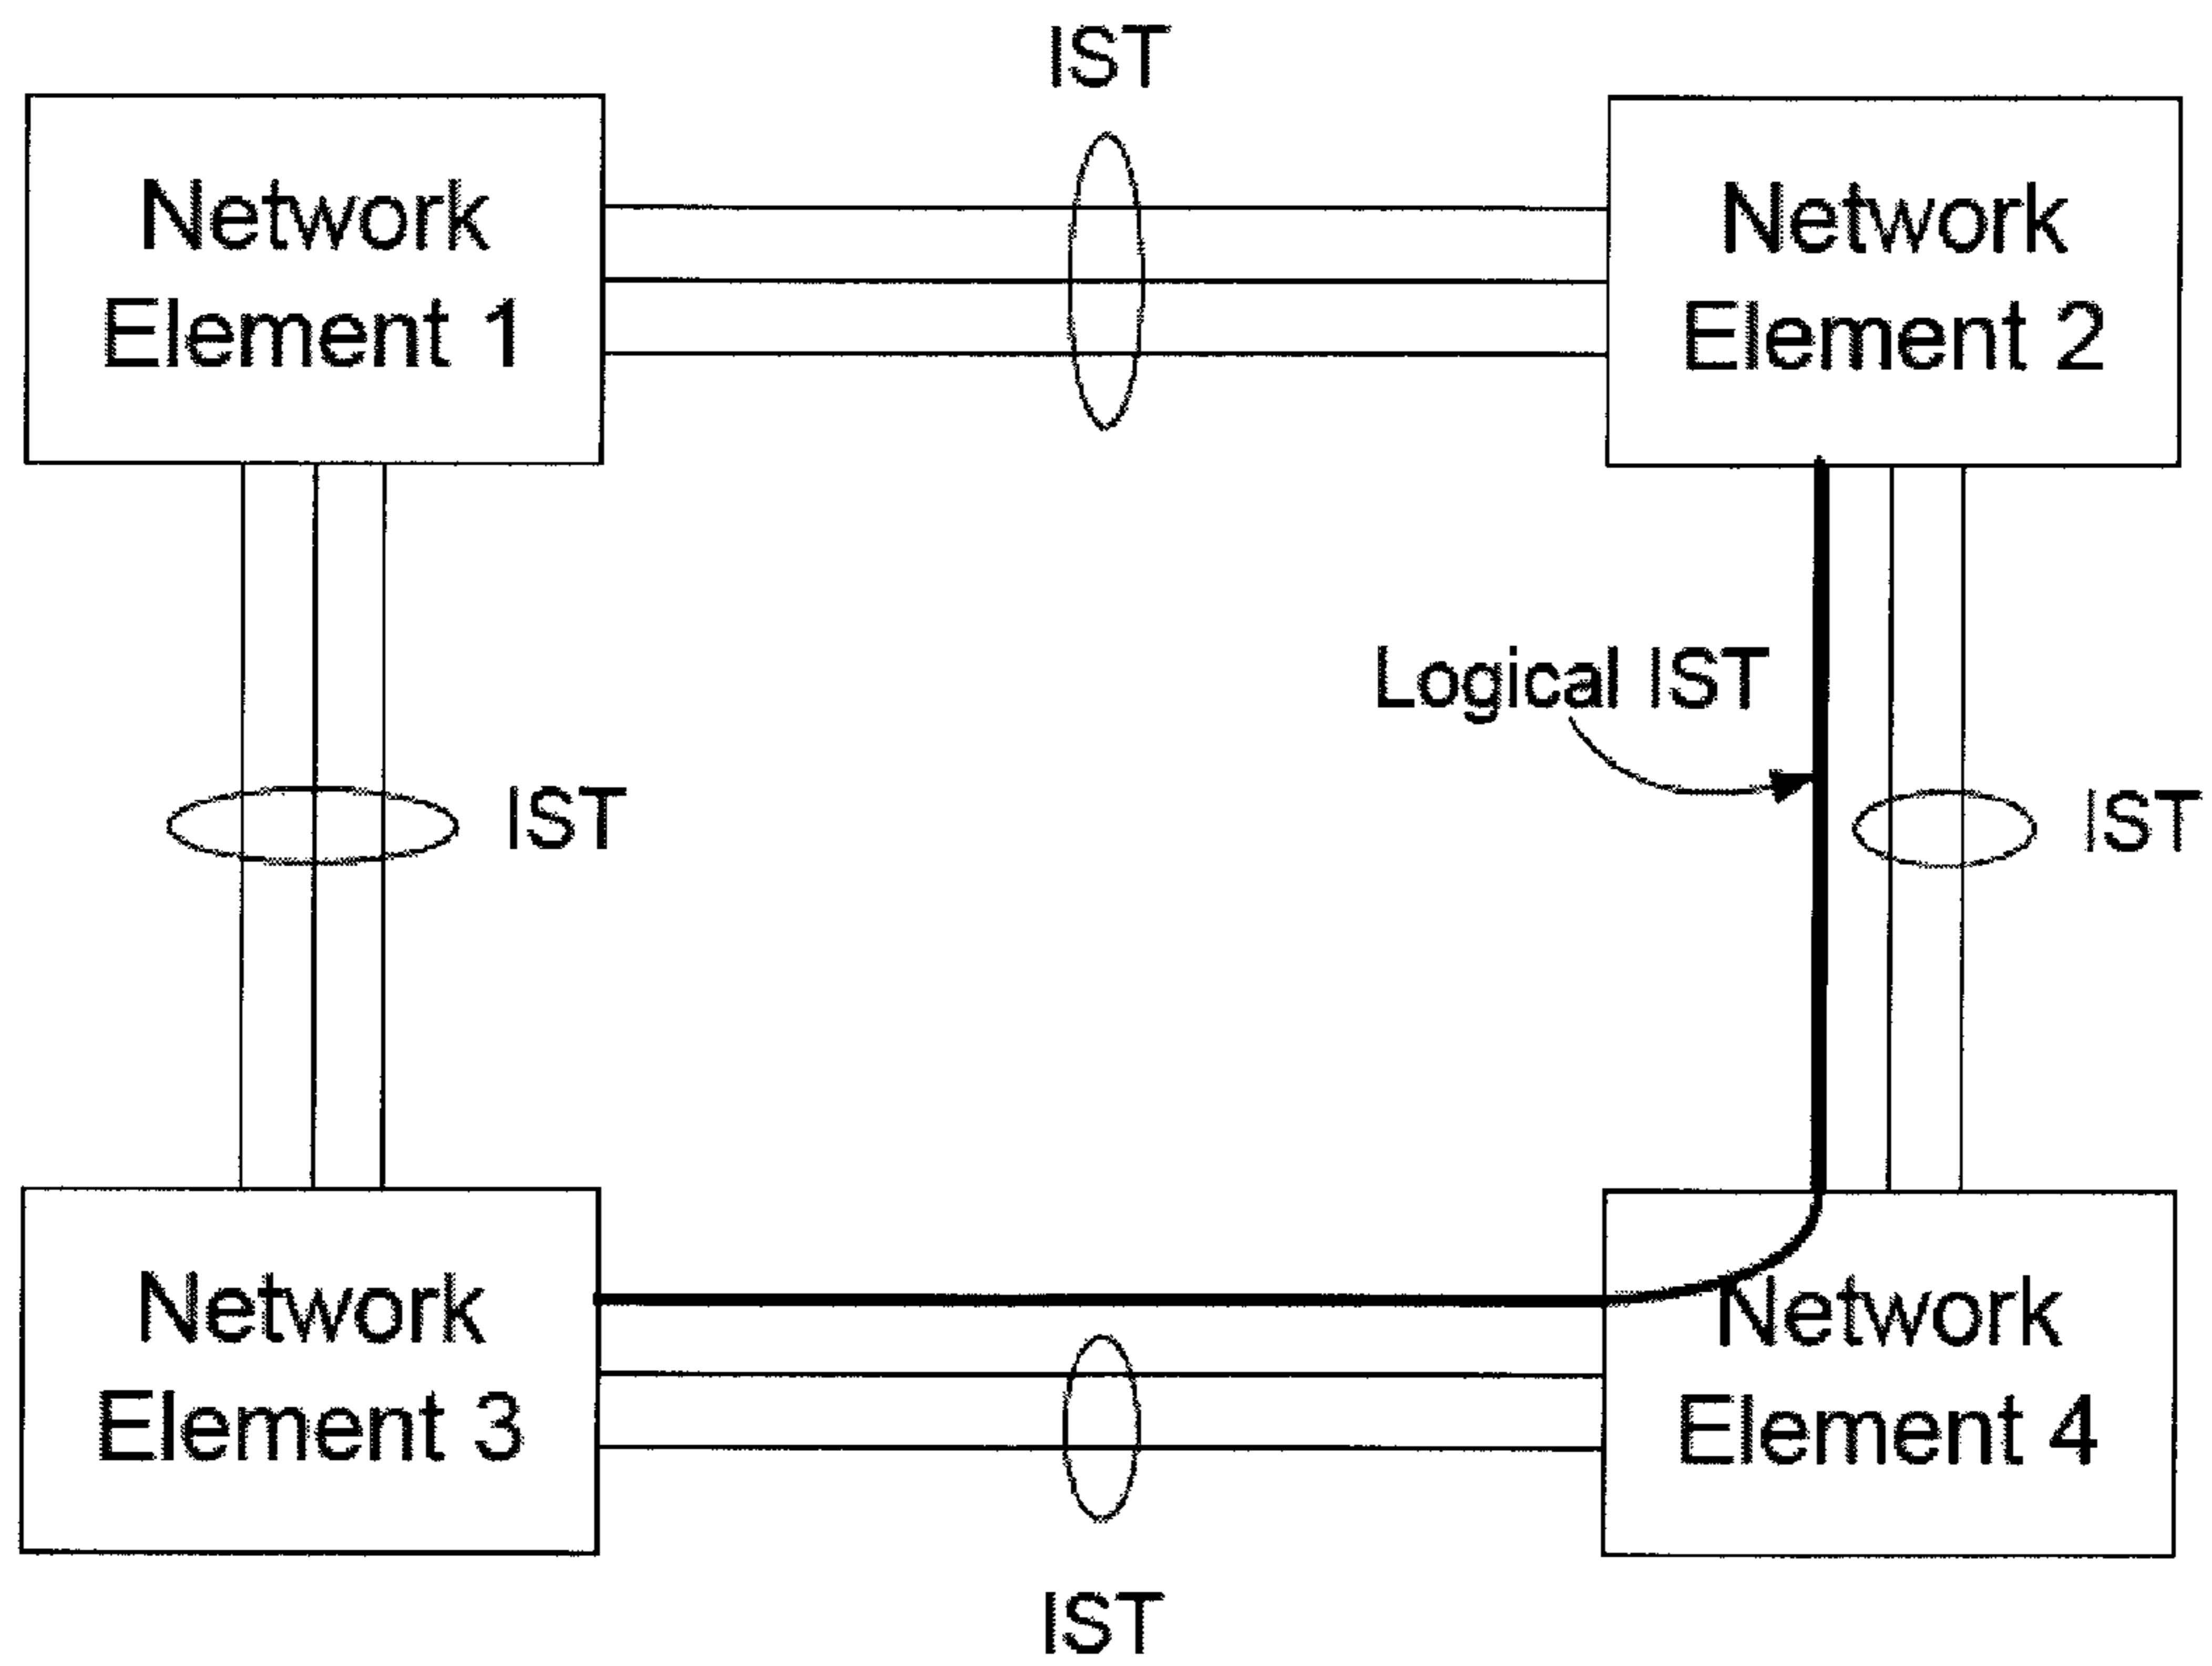 IST
Network
Element 1
Network
Element 2
Logical IST
IST
IST
Network
Element 3
Network
Element 4
IST